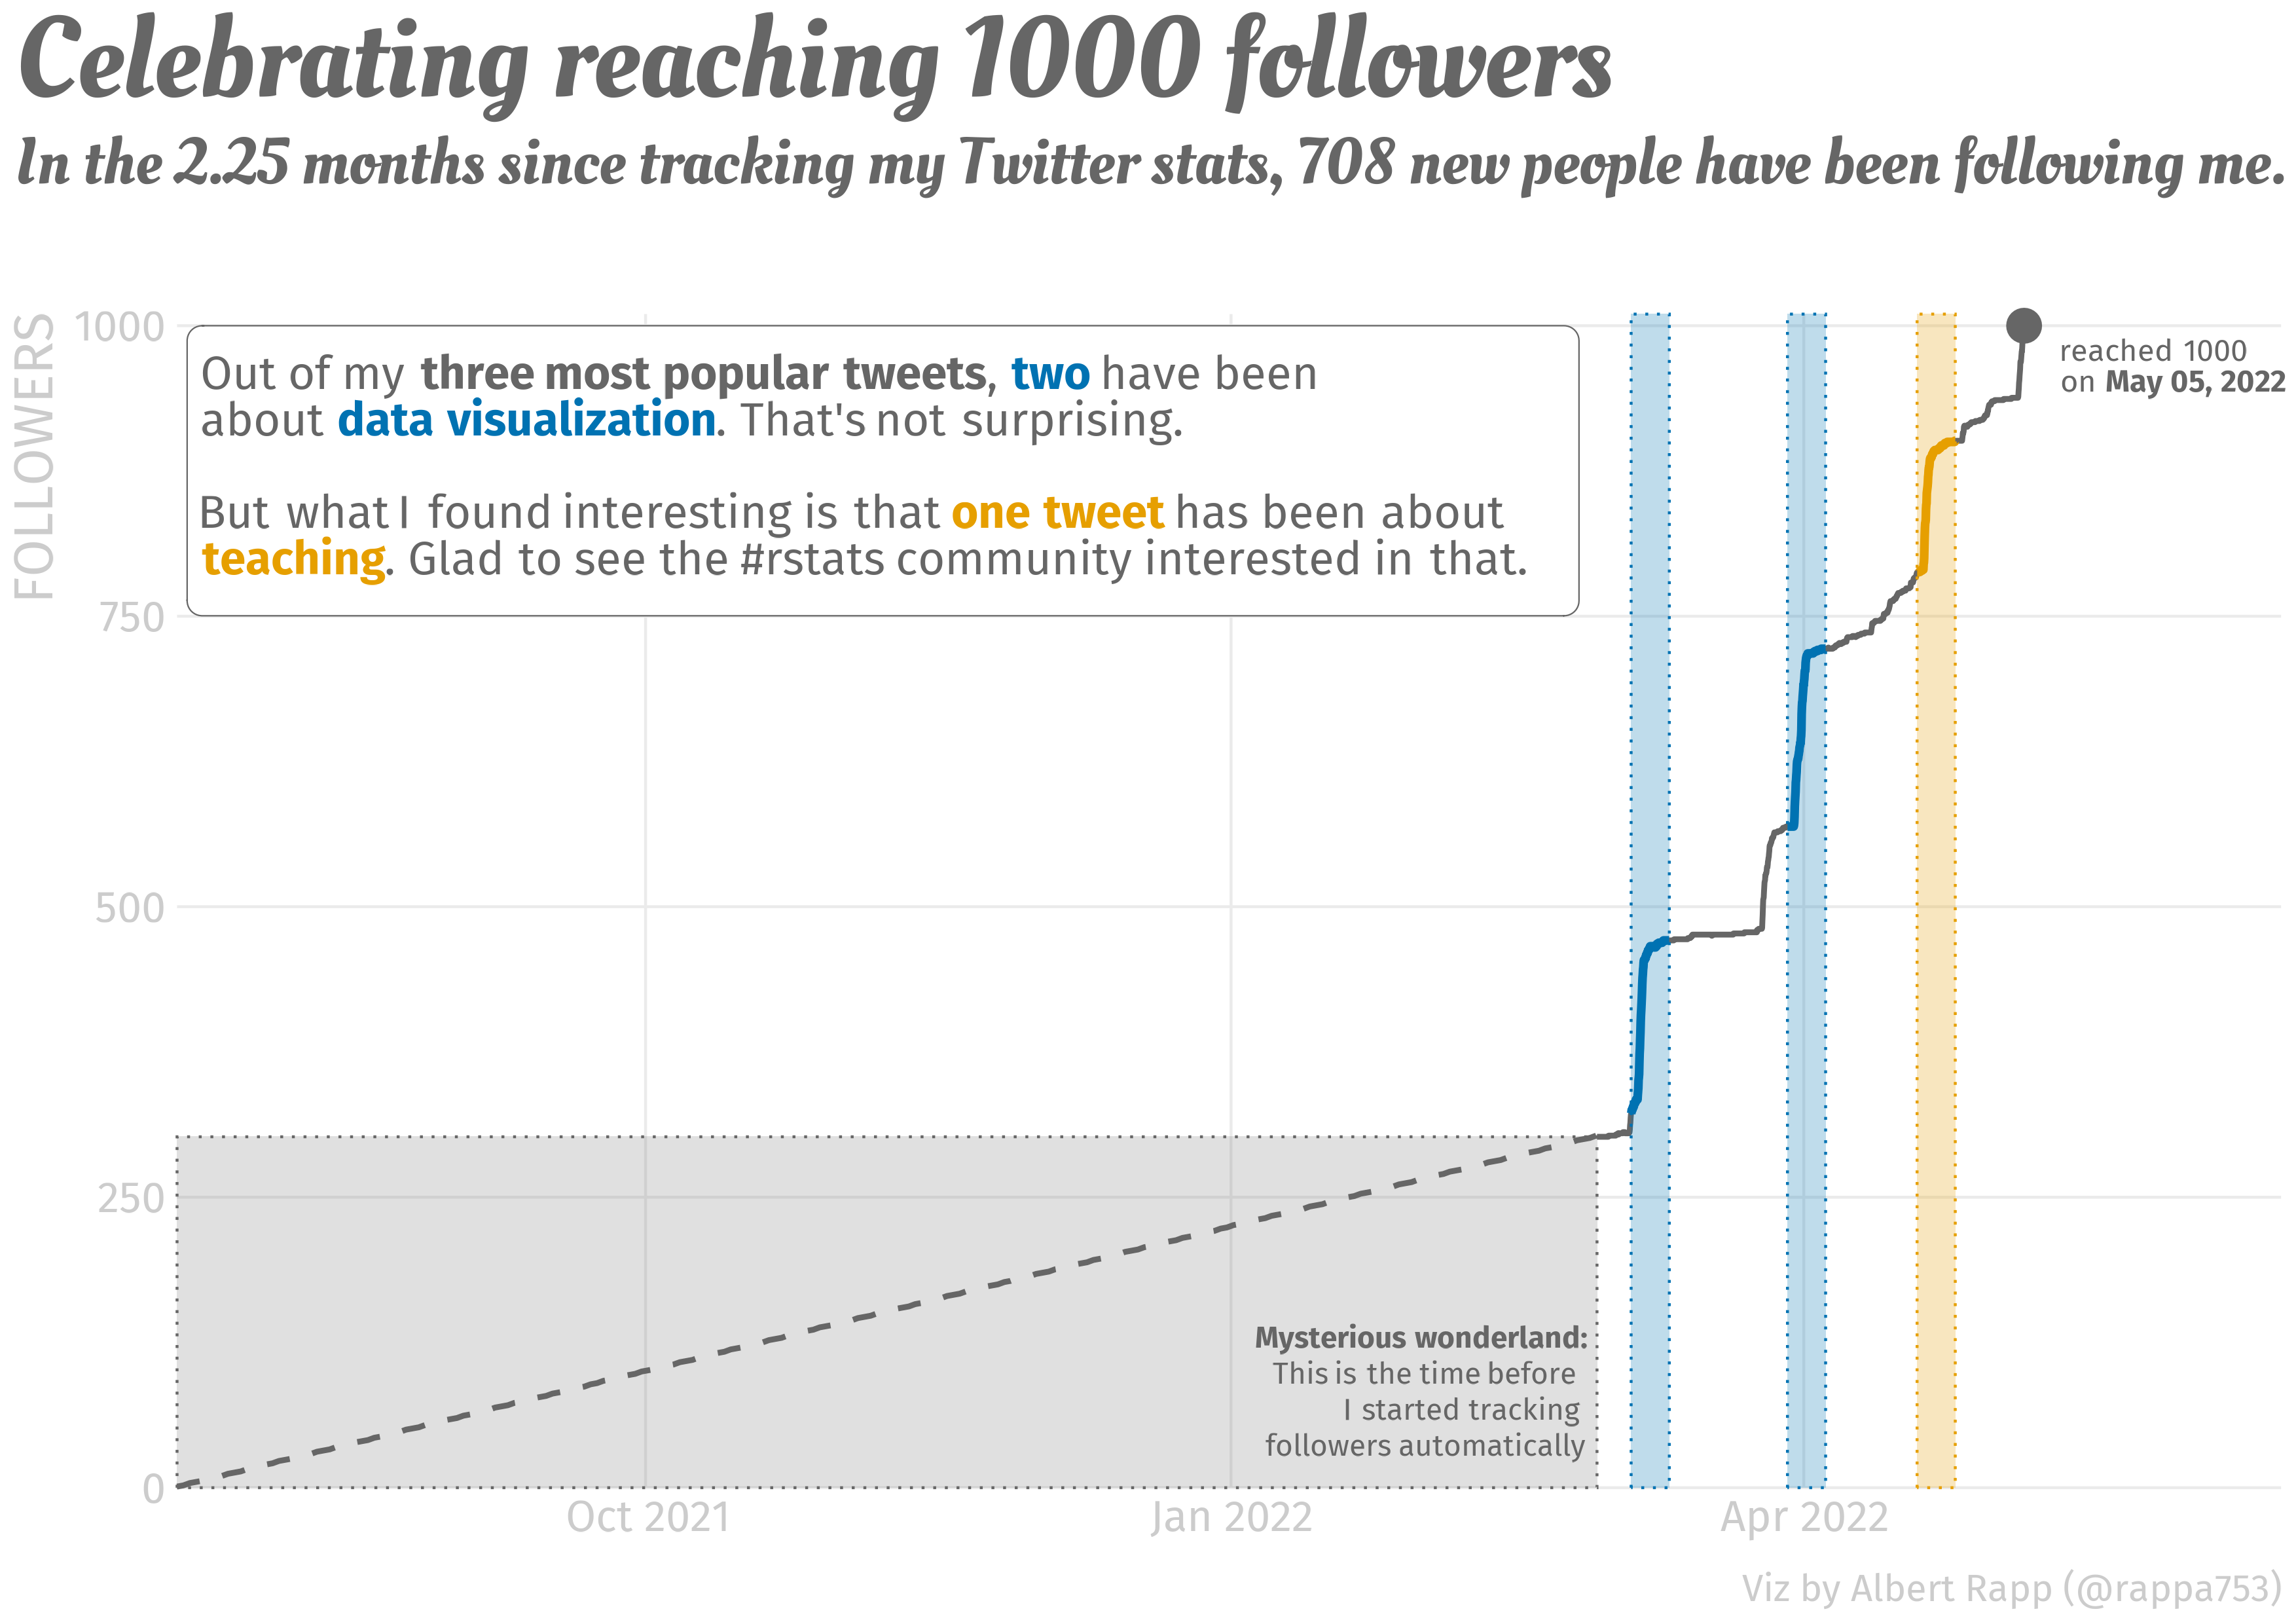 Celebrating reaching 1000 followers
In the 2.25 months since tracking my Twitter stats, 708 new people have been following me.
FOLLOWERS
1000
750
500
250
0
Out of my three most popular tweets, two have been
about data visualization. That's not surprising.
But what I found interesting is that one tweet has been about
teaching. Glad to see the #rstats community interested in that.
reached 1000
on May 05, 2022
Mysterious wonderland:
This is the time before
I started tracking
followers automatically
Oct 2021
Jan 2022
Apr 2022
Viz by Albert Rapp (@rappa753)